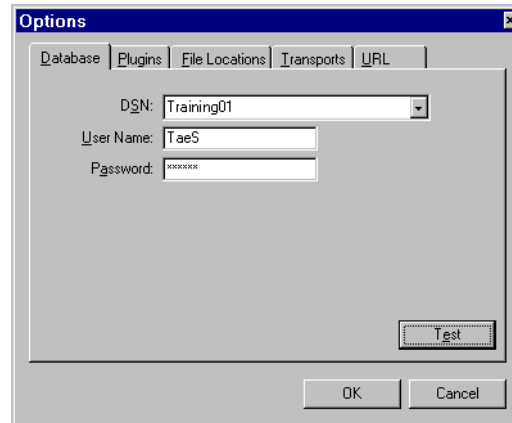 Options
Database Plugins File Locations Transports URL
DSN: Training01
User Name: TaeS
Password: ******
Test
OK Cancel